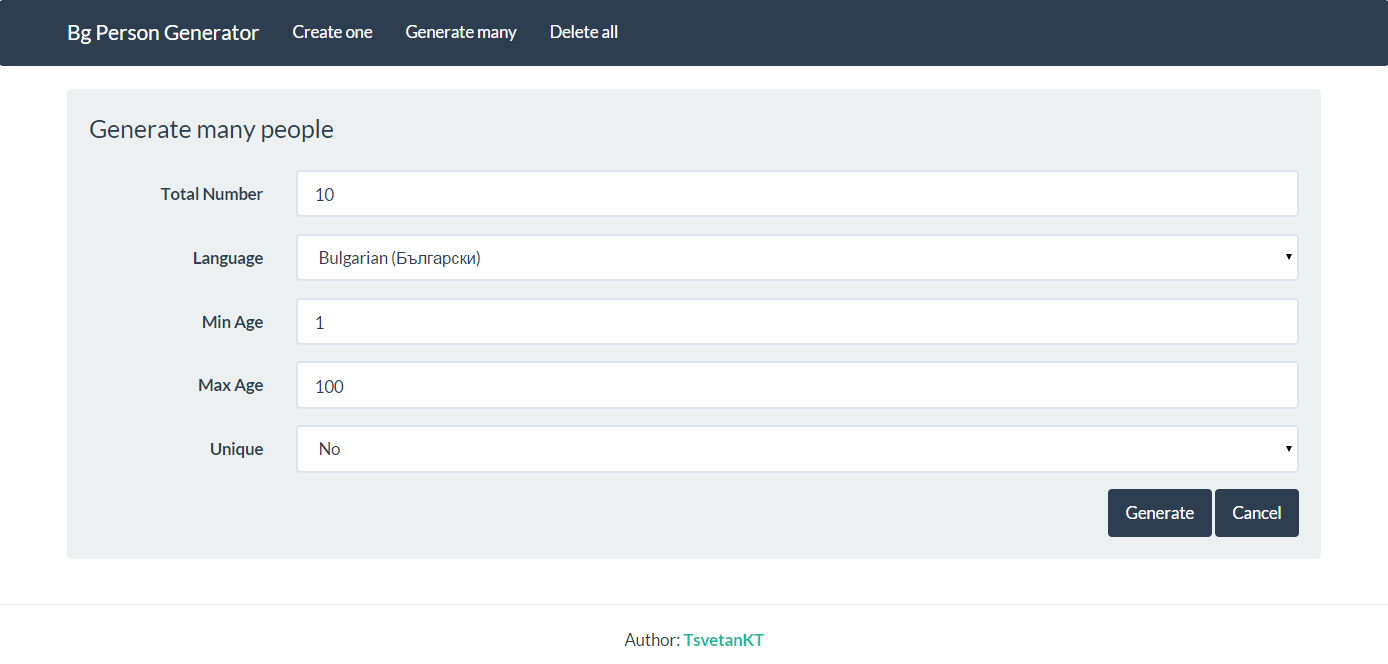 Bg Person Generator Create one Generate many Delete all
Generate many people
Total Number 10
Language Bulgarian (Български)
Min Age 1
Max Age 100
Unique No
Generate Cancel
Author: TsvetanKT